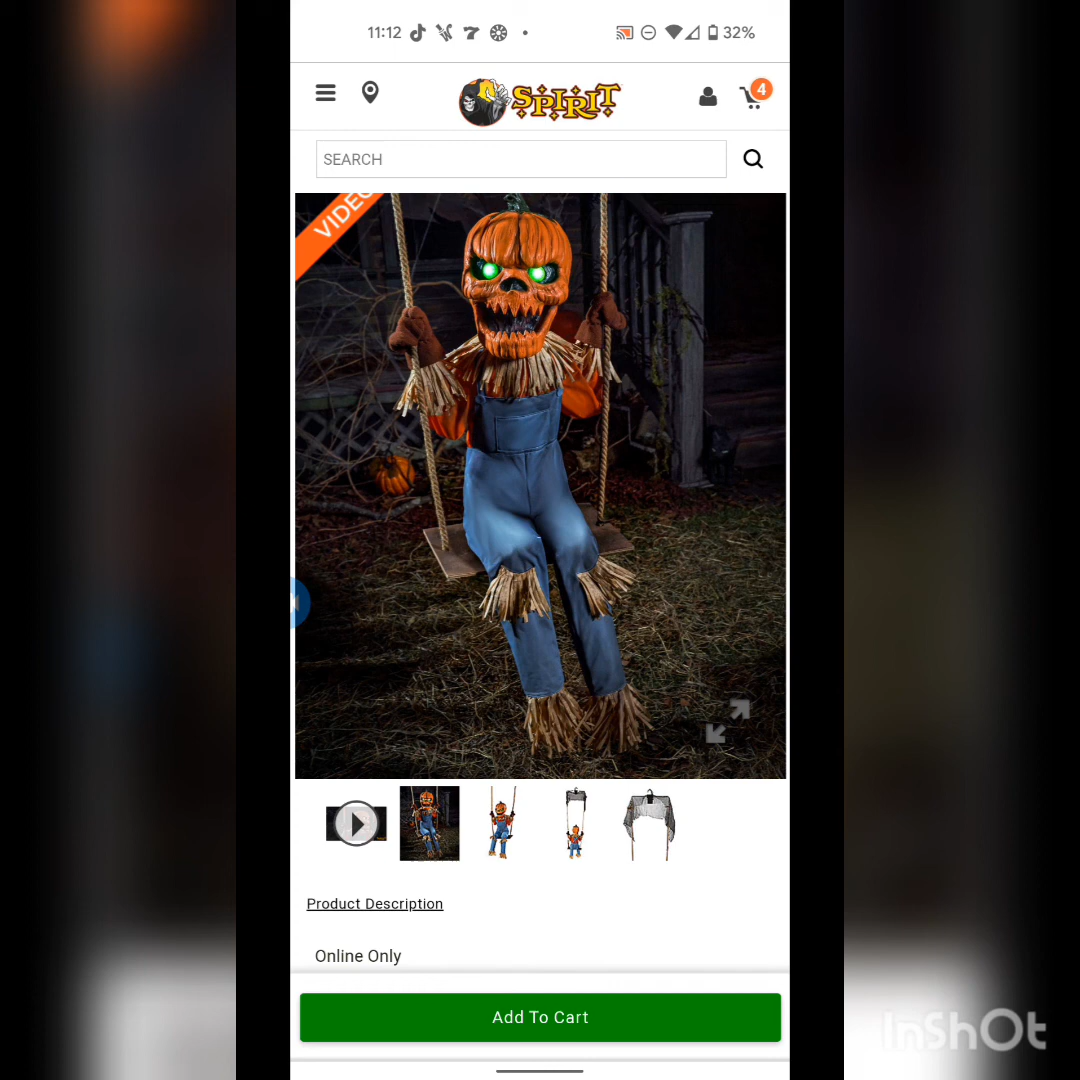 11:12
32%
SPIRIT
4
SEARCH
VIDEO
Product Description
Online Only
Add To Cart
InShOt